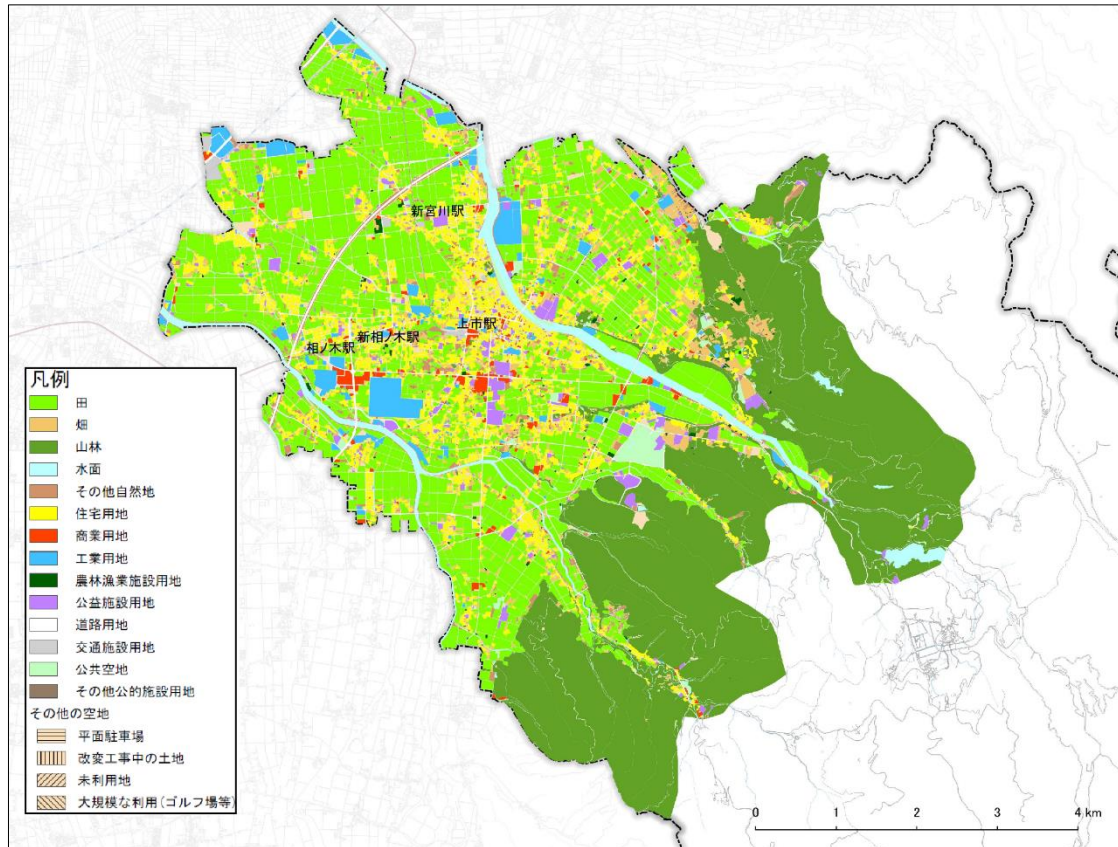 新宮川駅
上市駅
新相ノ木駅
相ノ木駅
凡例
田
畑
山林
水面
その他自然地
住宅用地
商業用地
工業用地
農林漁業施設用地
公益施設用地
道路用地
交通施設用地
公共空地
その他公的施設用地
その他の空地
平面駐車場
改変工事中の土地
未利用地
大規模な利用(ゴルフ場等)
0 1 2 3 4 km